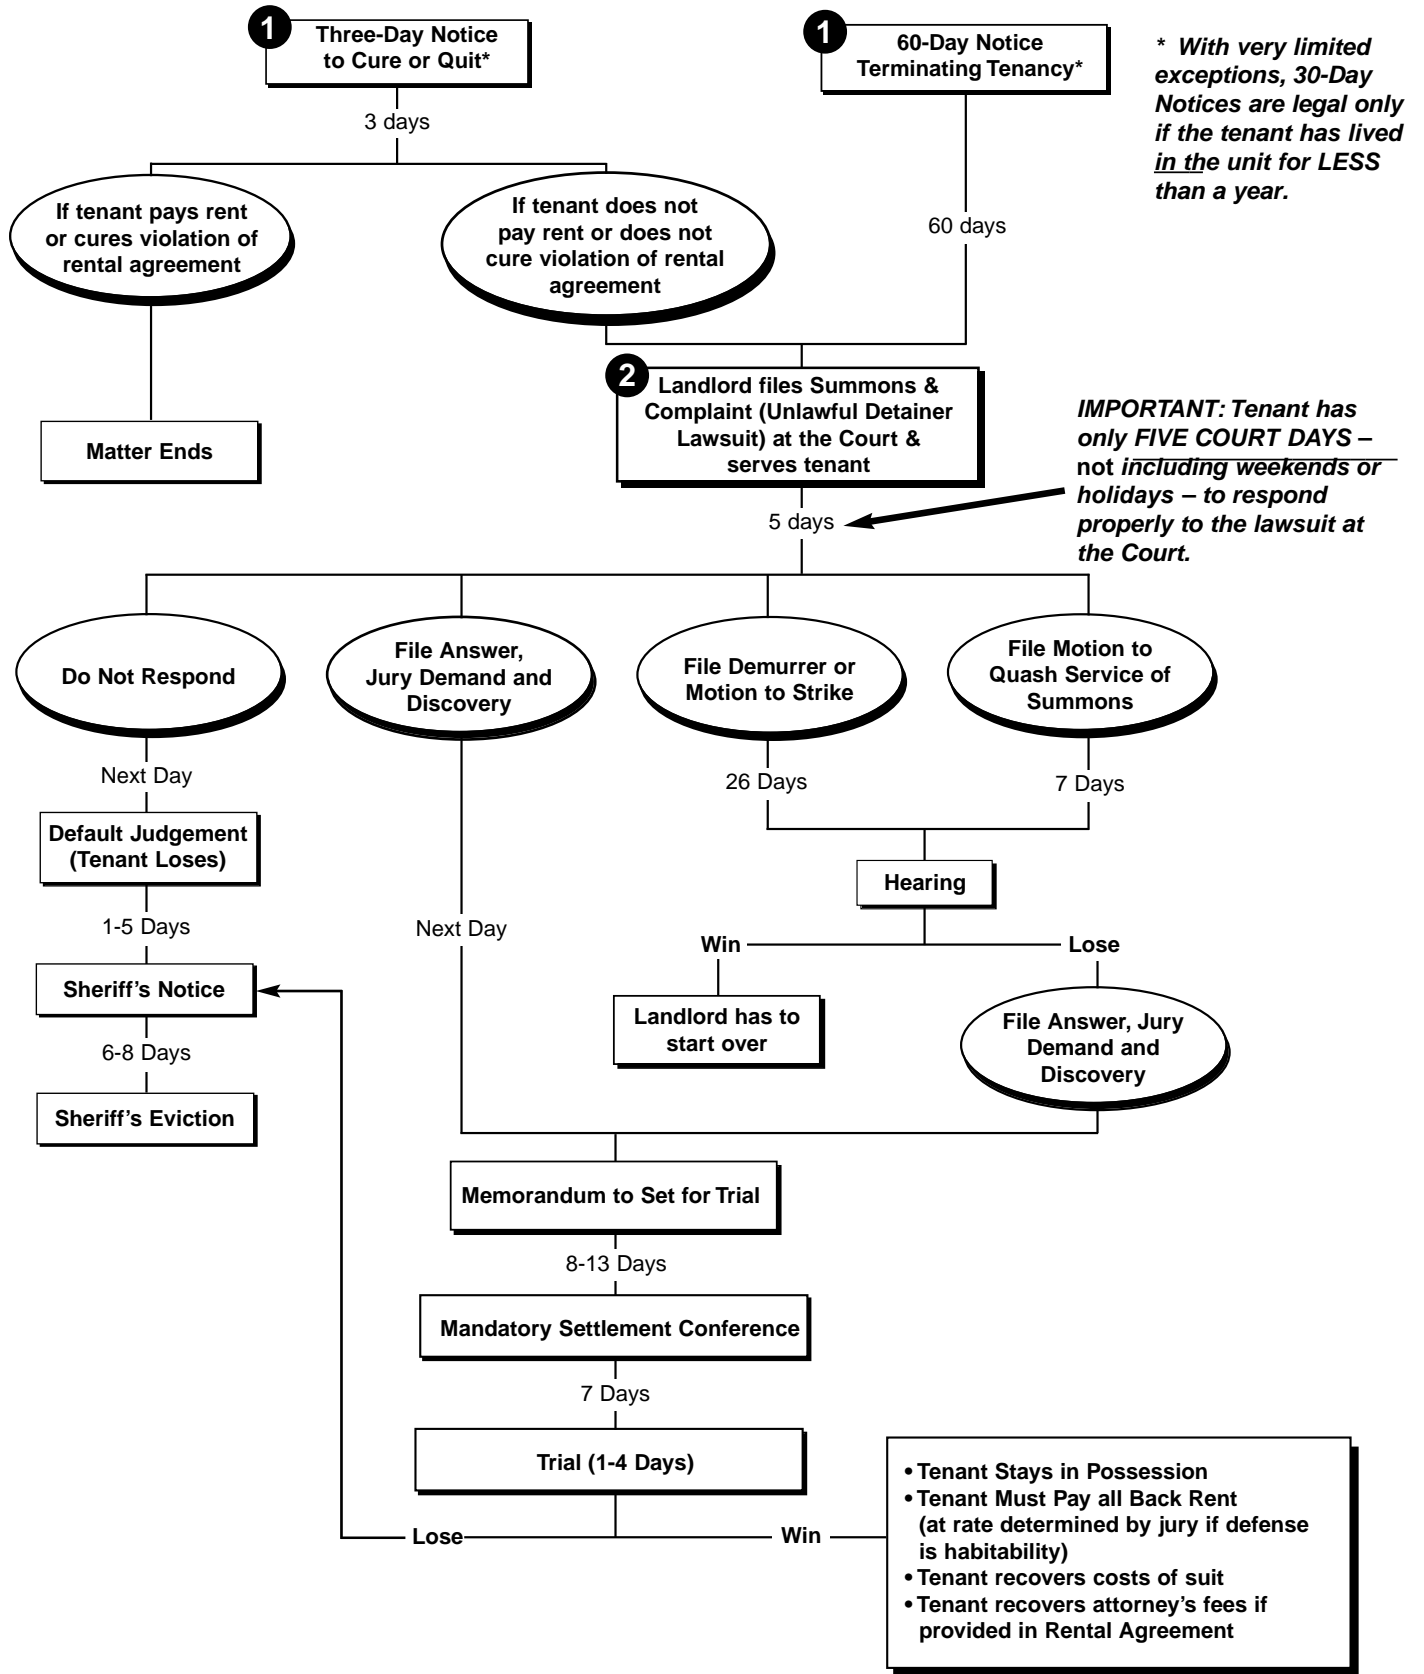 1
Three-Day Notice
to Cure or Quit*
1
60-Day Notice
Terminating Tenancy*
* With very limited
exceptions, 30-Day
Notices are legal only
if the tenant has lived
in the unit for LESS
than a year.
3 days
If tenant pays rent
or cures violation of
rental agreement
If tenant does not
pay rent or does not
cure violation of rental
agreement
60 days
Matter Ends
2
Landlord files Summons &
Complaint (Unlawful Detainer
Lawsuit) at the Court &
serves tenant
IMPORTANT: Tenant has
only FIVE COURT DAYS –
not including weekends or
holidays – to respond
properly to the lawsuit at
the Court.
5 days
Do Not Respond
File Answer,
Jury Demand and
Discovery
File Demurrer or
Motion to Strike
File Motion to
Quash Service of
Summons
Next Day
26 Days
7 Days
Default Judgement
(Tenant Loses)
Hearing
1-5 Days
Next Day
Win
Lose
Sheriff's Notice
Landlord has to
start over
File Answer, Jury
Demand and
Discovery
6-8 Days
Sheriff's Eviction
Memorandum to Set for Trial
8-13 Days
Mandatory Settlement Conference
7 Days
Trial (1-4 Days)
Lose
Win
• Tenant Stays in Possession
• Tenant Must Pay all Back Rent
(at rate determined by jury if defense
is habitability)
• Tenant recovers costs of suit
• Tenant recovers attorney's fees if
provided in Rental Agreement